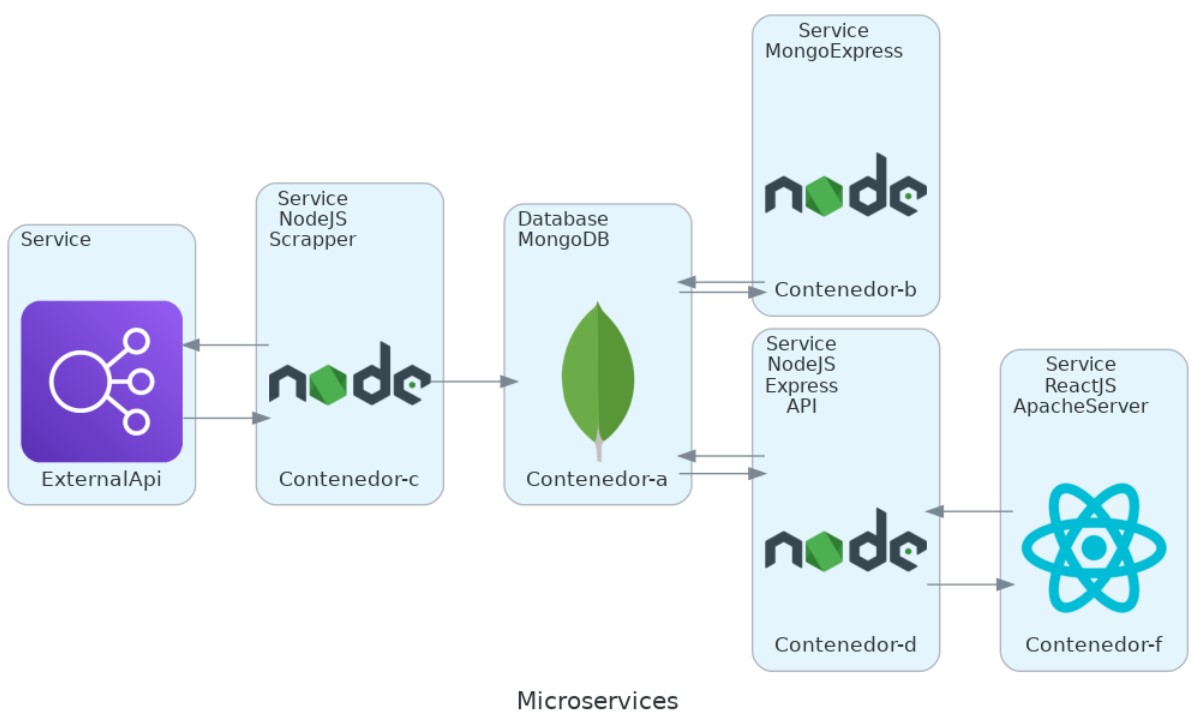 Service
MongoExpress
node
Contenedor-b
Service
NodeJS
Scrapper
node
Contenedor-c
Service
ExternalApi
Database
MongoDB
Contenedor-a
Service
NodeJS
Express
API
node
Contenedor-d
Service
ReactJS
ApacheServer
Contenedor-f
Microservices